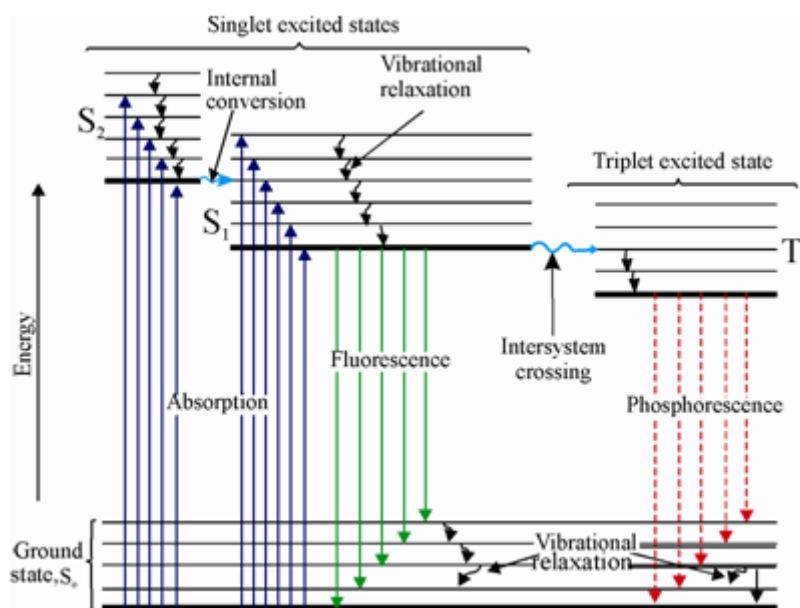 Singlet excited states
Internal
conversion
Vibrational
relaxation
S₂
Triplet excited state
S₁
T
Energy
Absorption
Fluorescence
Intersystem
crossing
Phosphorescence
Ground
state,S₀
Vibrational
relaxation